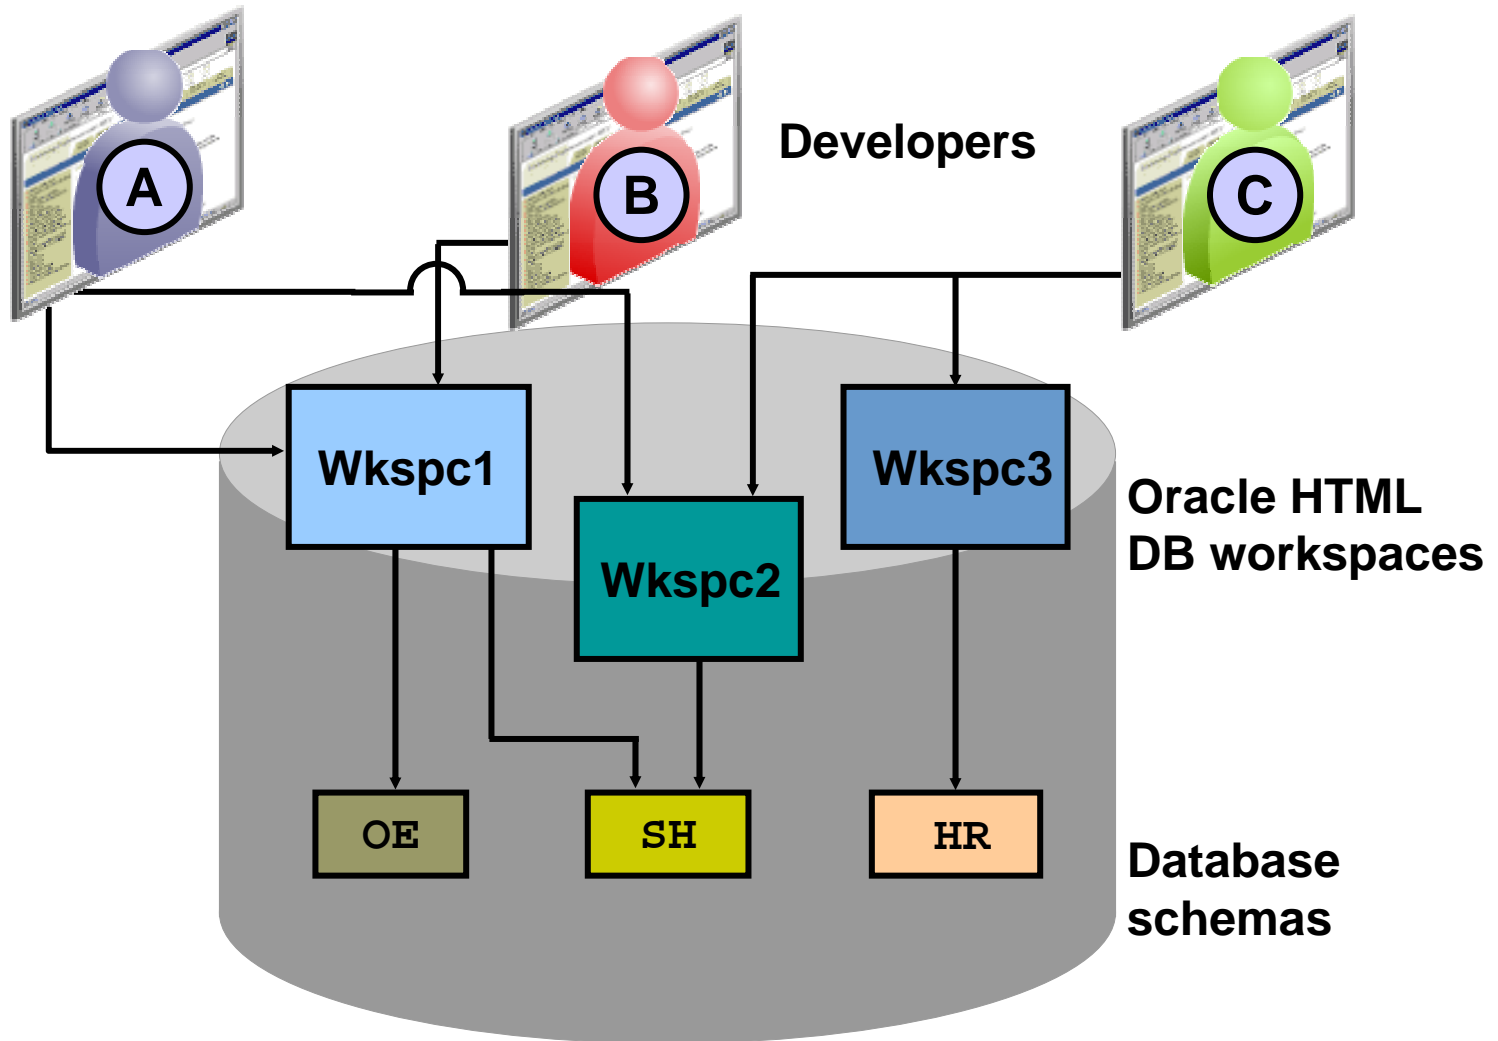 A
B
Developers
C
Wkspc1
Wkspc3
Wkspc2
Oracle HTML
DB workspaces
OE
SH
HR
Database
schemas